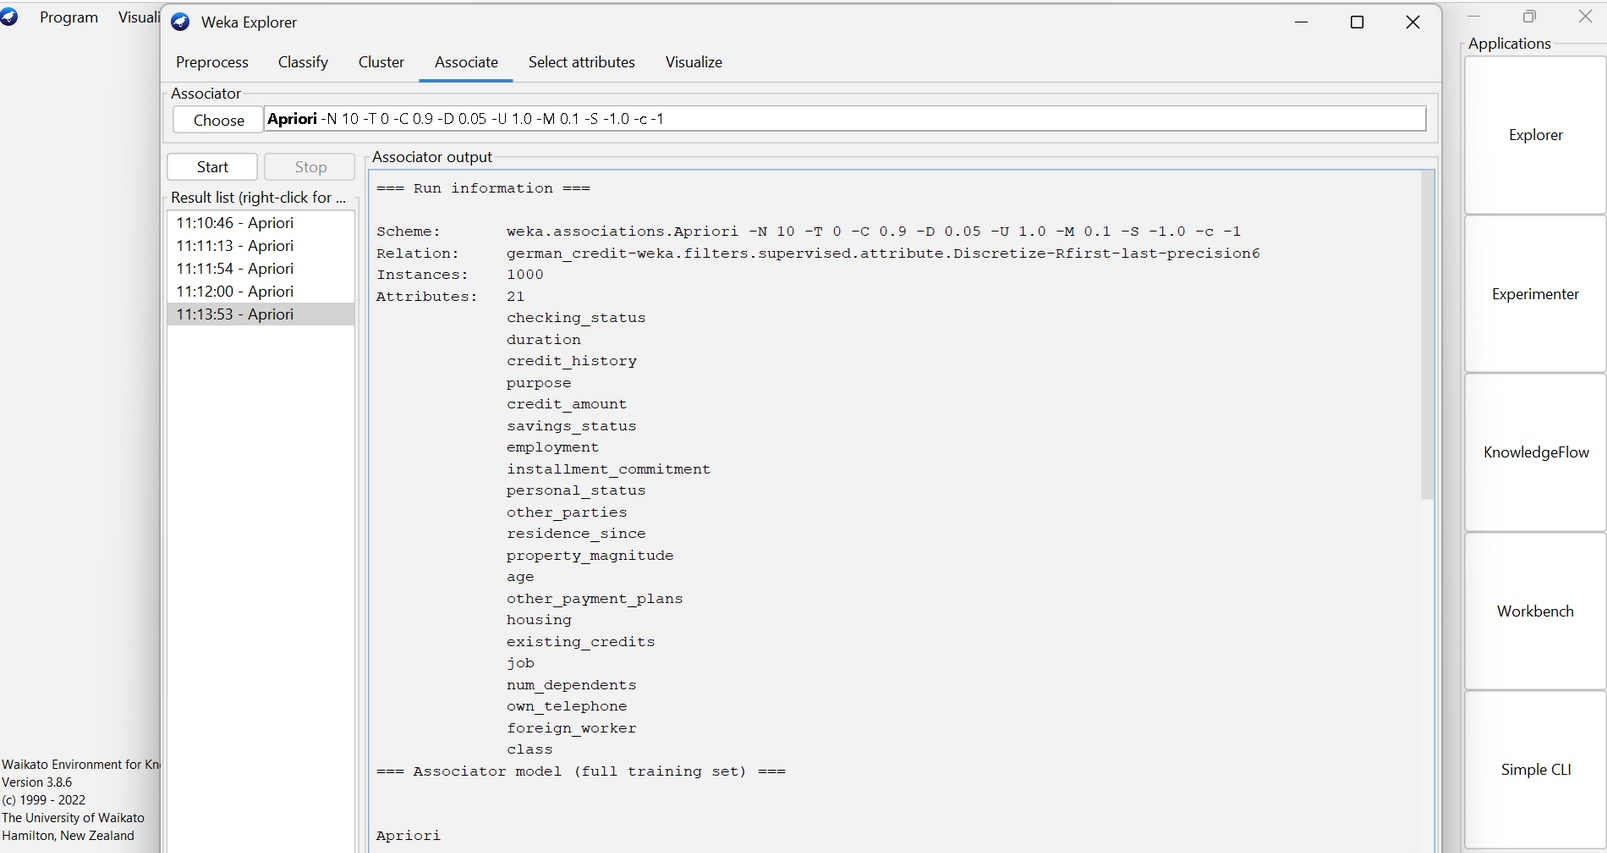 Program Visuali
Weka Explorer
Preprocess Classify Cluster Associate Select attributes Visualize
Associator
Choose Apriori -N 10 -T 0 -C 0.9 -D 0.05 -U 1.0 -M 0.1 -S -1.0 -c -1
Start Stop
Result list (right-click for ...
11:10:46 - Apriori
11:11:13 - Apriori
11:11:54 - Apriori
11:12:00 - Apriori
11:13:53 - Apriori
Associator output
=== Run information ===
Scheme: weka.associations.Apriori -N 10 -T 0 -C 0.9 -D 0.05 -U 1.0 -M 0.1 -S -1.0 -c -1
Relation: german_credit-weka.filters.supervised.attribute.Discretize-Rfirst-last-precision6
Instances: 1000
Attributes: 21
checking_status
duration
credit_history
purpose
credit_amount
savings_status
employment
installment_commitment
personal_status
other_parties
residence_since
property_magnitude
age
other_payment_plans
housing
existing_credits
job
num_dependents
own_telephone
foreign_worker
class
=== Associator model (full training set) ===
Apriori
Applications
Explorer
Experimenter
KnowledgeFlow
Workbench
Simple CLI
Waikato Environment for Kn
Version 3.8.6
(c) 1999 - 2022
The University of Waikato
Hamilton, New Zealand